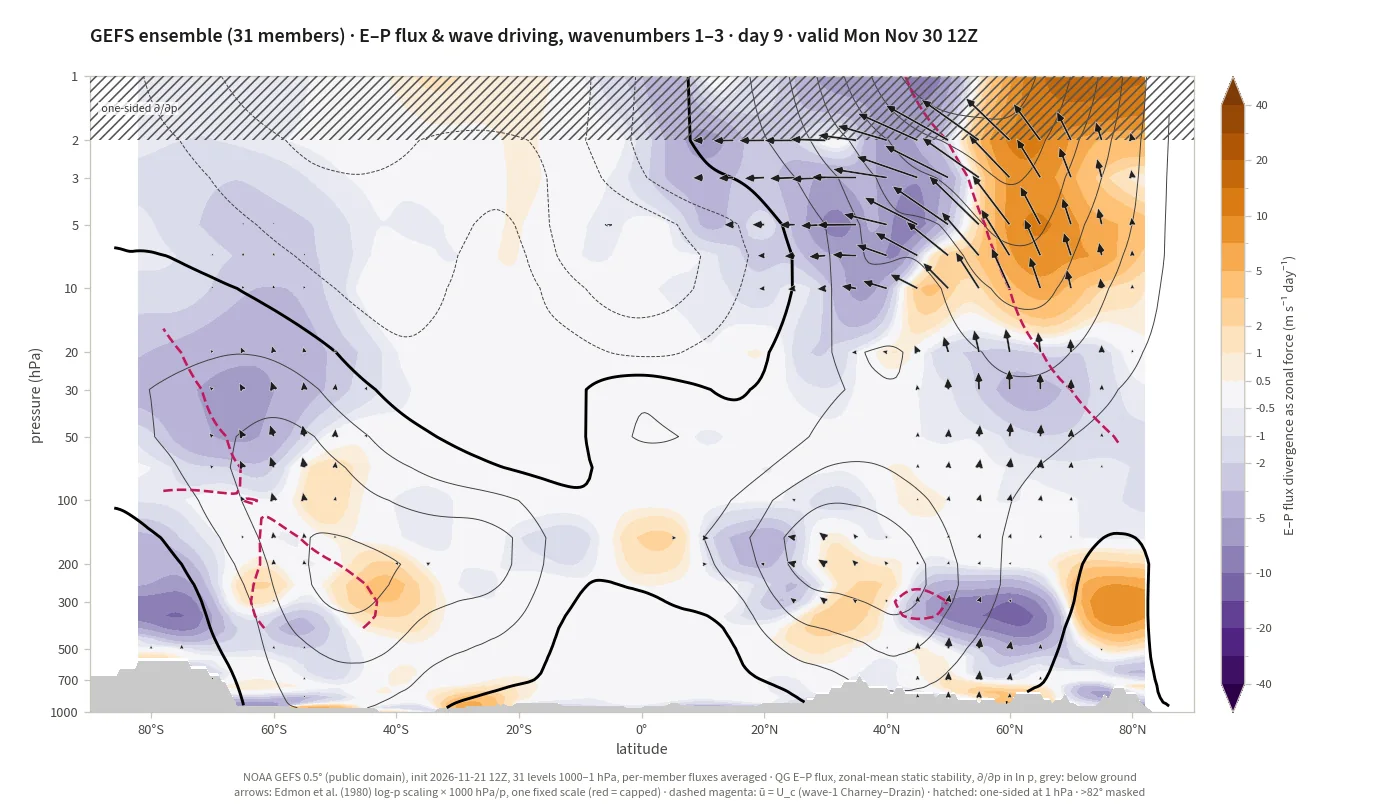 GEFS ensemble (31 members) · E–P flux & wave driving, wavenumbers 1–3 · day 9 · valid Mon Nov 30 12Z
one-sided ∂/∂p
pressure (hPa)
1
2
3
5
10
20
30
50
100
200
300
500
700
1000
80°S
60°S
40°S
20°S
0°
20°N
40°N
60°N
80°N
latitude
40
20
10
5
2
1
0.5
-0.5
-1
-2
-5
-10
-20
-40
E–P flux divergence as zonal force (m s⁻¹ day⁻¹)
NOAA GEFS 0.5° (public domain), init 2026-11-21 12Z, 31 levels 1000–1 hPa, per-member fluxes averaged · QG E–P flux, zonal-mean static stability, ∂/∂p in ln p, grey: below ground
arrows: Edmon et al. (1980) log-p scaling × 1000 hPa/p, one fixed scale (red = capped) · dashed magenta: ū = U_c (wave-1 Charney–Drazin) · hatched: one-sided at 1 hPa · >82° masked